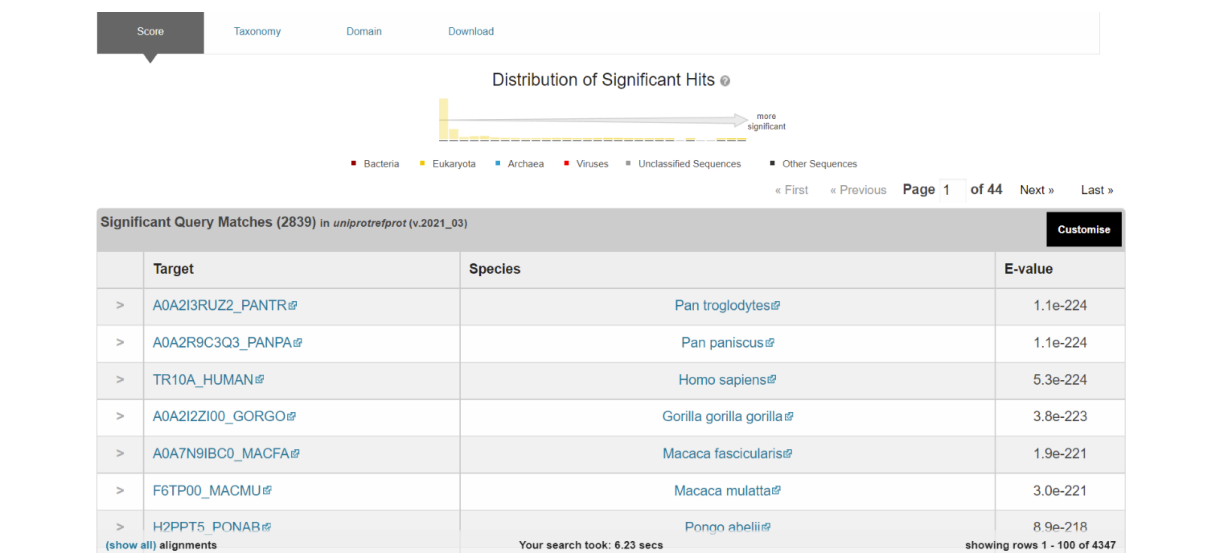 Score Taxonomy Domain Download
Distribution of Significant Hits ?
more
significant
Bacteria Eukaryota Archaea Viruses Unclassified Sequences Other Sequences
« First « Previous Page 1 of 44 Next » Last »
Significant Query Matches (2839) in uniprotrefprot (v.2021_03)
Customise
Target Species E-value
> A0A2I3RUZ2_PANTR Pan troglodytes 1.1e-224
> A0A2R9C3Q3_PANPA Pan paniscus 1.1e-224
> TR10A_HUMAN Homo sapiens 5.3e-224
> A0A2I2ZI00_GORGO Gorilla gorilla gorilla 3.8e-223
> A0A7N9IBC0_MACFA Macaca fascicularis 1.9e-221
> F6TP00_MACMU Macaca mulatta 3.0e-221
> H2PPT5_PONAB Pongo abelii 8.9e-218
(show all) alignments Your search took: 6.23 secs showing rows 1 - 100 of 4347